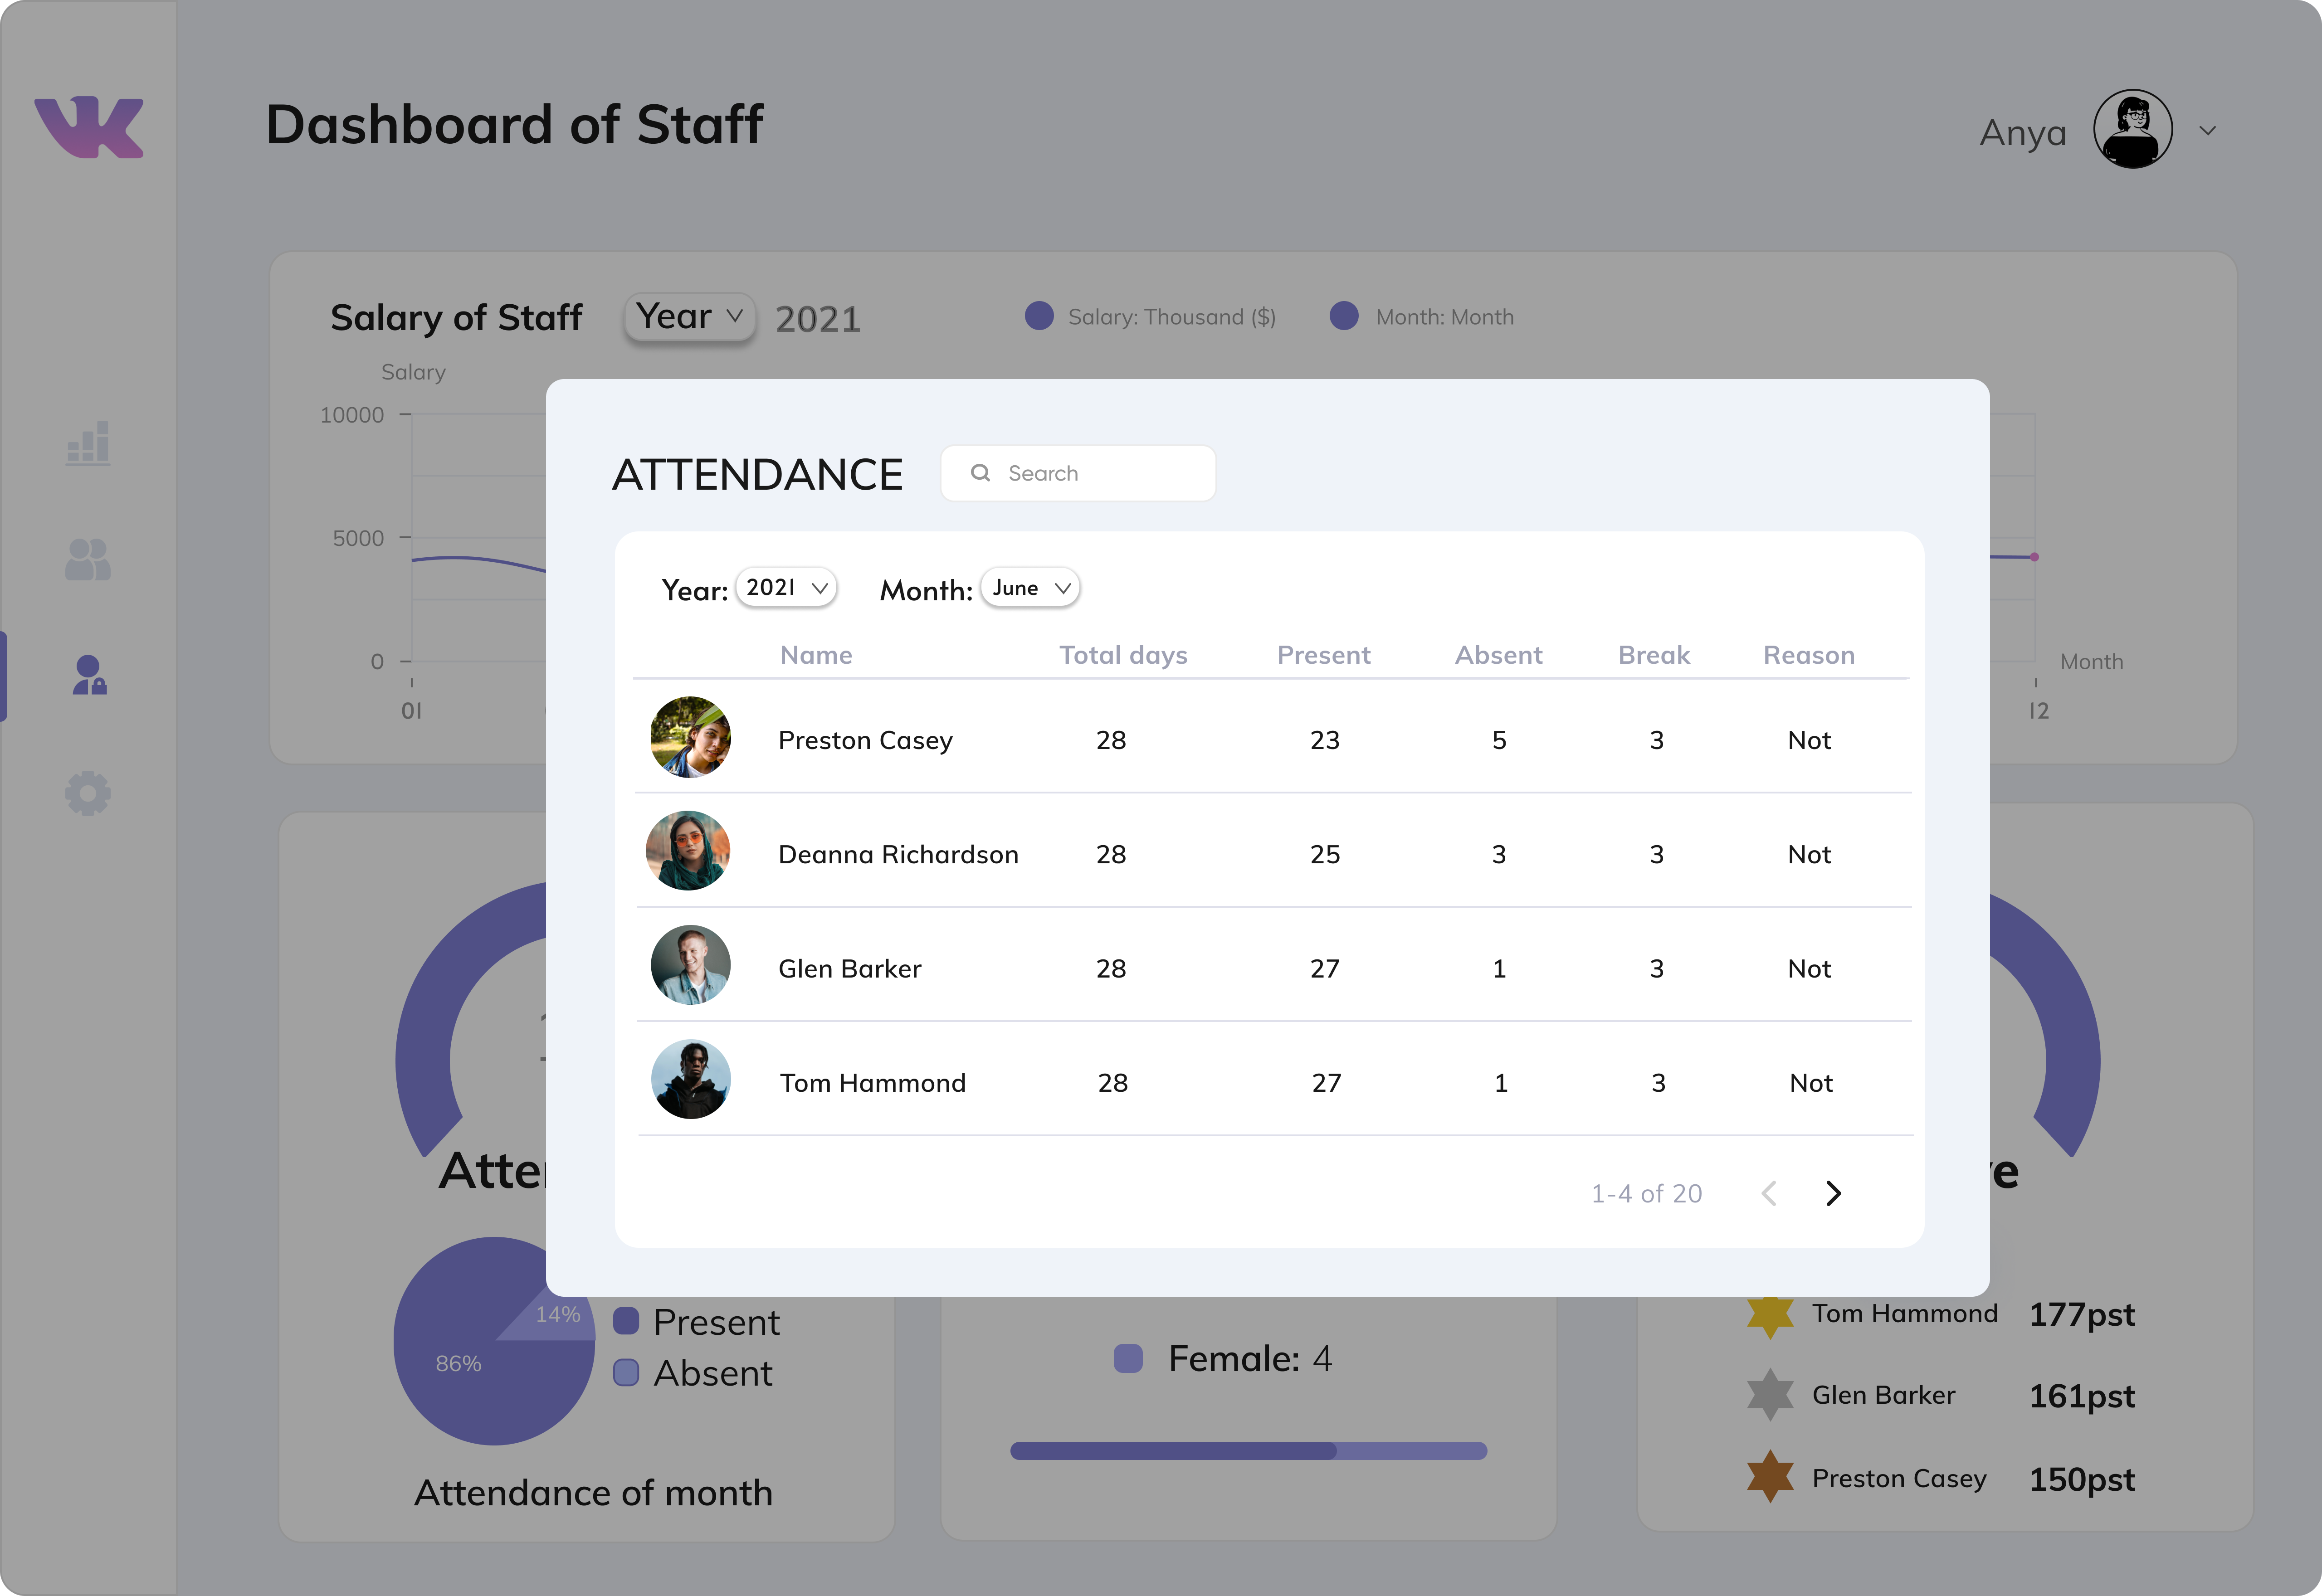 Dashboard of Staff
Anya
Salary of Staff Year 2021 Salary: Thousand ($) Month: Month
Salary
10000
5000
0
01
12
Month
ATTENDANCE Search
Year: 2021 Month: June
Name Total days Present Absent Break Reason
Preston Casey 28 23 5 3 Not
Deanna Richardson 28 25 3 3 Not
Glen Barker 28 27 1 3 Not
Tom Hammond 28 27 1 3 Not
1-4 of 20
14%
86%
Present
Absent
Attendance of month
Female: 4
Tom Hammond 177pst
Glen Barker 161pst
Preston Casey 150pst